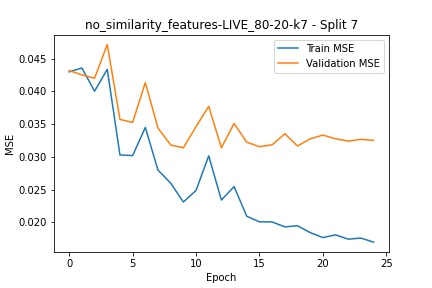 no_similarity_features-LIVE_80-20-k7 - Split 7
Train MSE
Validation MSE
MSE
0.045
0.040
0.035
0.030
0.025
0.020
0 5 10 15 20 25
Epoch